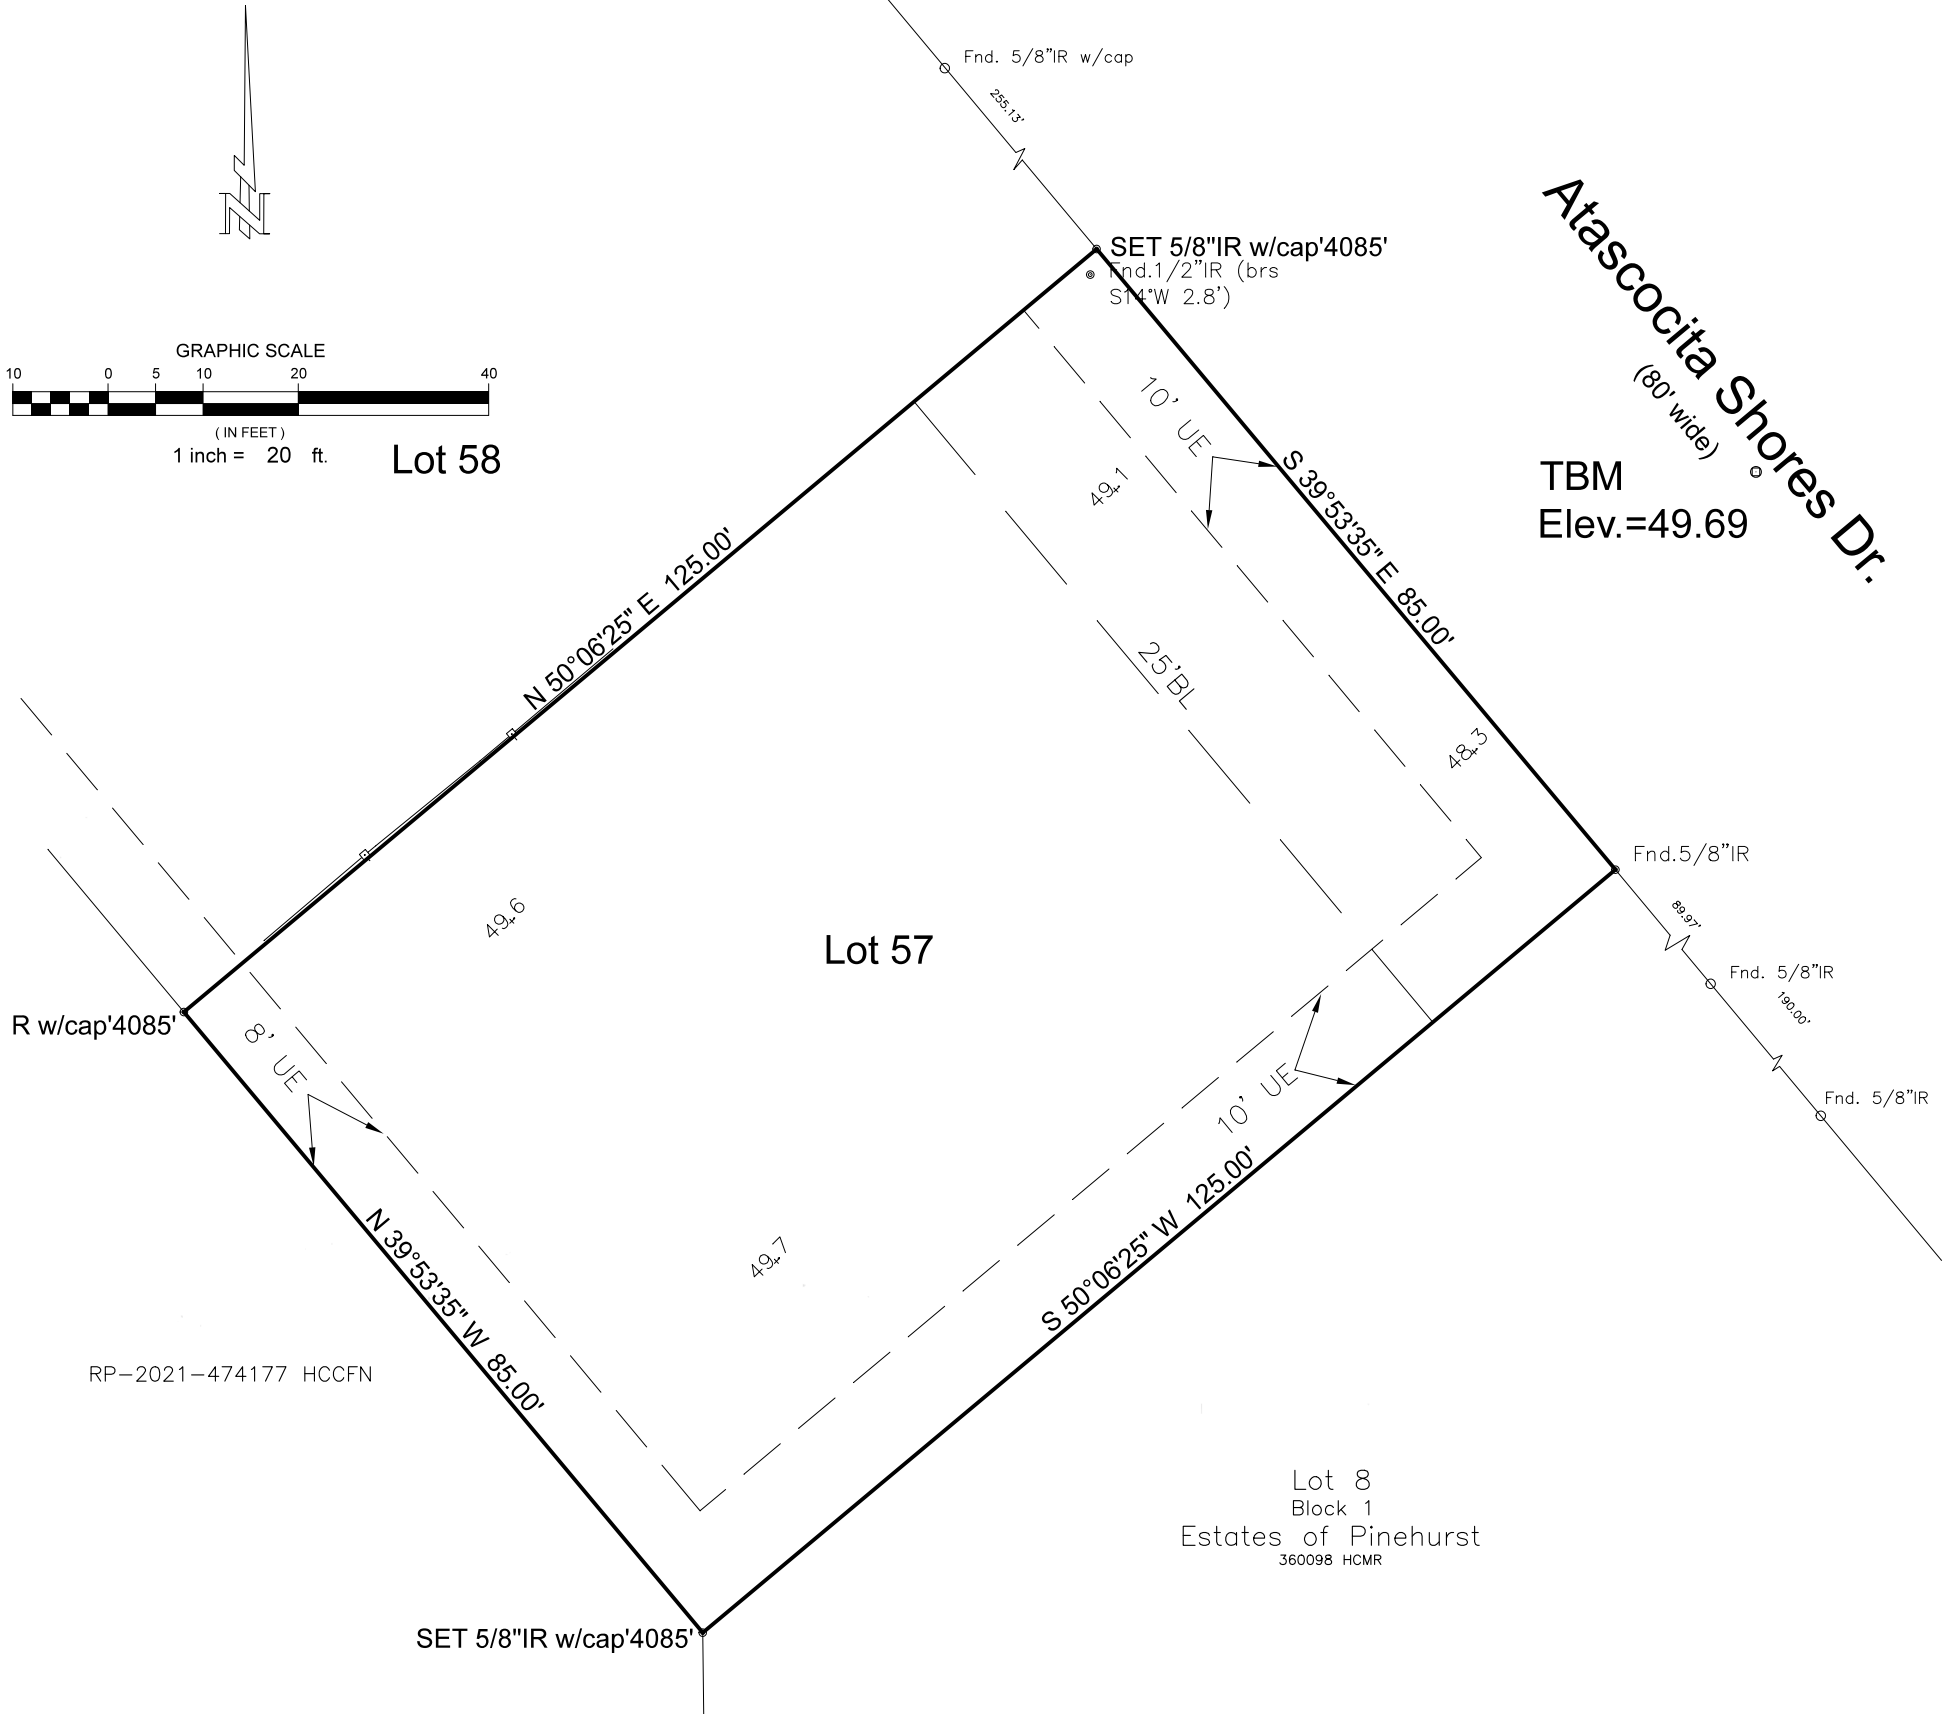 Fnd. 5/8"IR w/cap
255.13'
N
SET 5/8"IR w/cap'4085'
Fnd.1/2"IR (brs
S14°W 2.8')
Atascocita Shores Dr.
(80' wide)
TBM
Elev.=49.69
GRAPHIC SCALE
10 0 5 10 20 40
( IN FEET )
1 inch = 20 ft.
Lot 58
10' UE
49.1
S 39°53'35" E 85.00'
N 50°06'25" E 125.00'
25'BL
48.3
Fnd.5/8"IR
89.97'
Fnd. 5/8"IR
190.00'
Fnd. 5/8"IR
49.6
Lot 57
R w/cap'4085'
8' UE
10' UE
N 39°53'35" W 85.00'
49.7
S 50°06'25" W 125.00'
RP-2021-474177 HCCFN
Lot 8
Block 1
Estates of Pinehurst
360098 HCMR
SET 5/8"IR w/cap'4085'